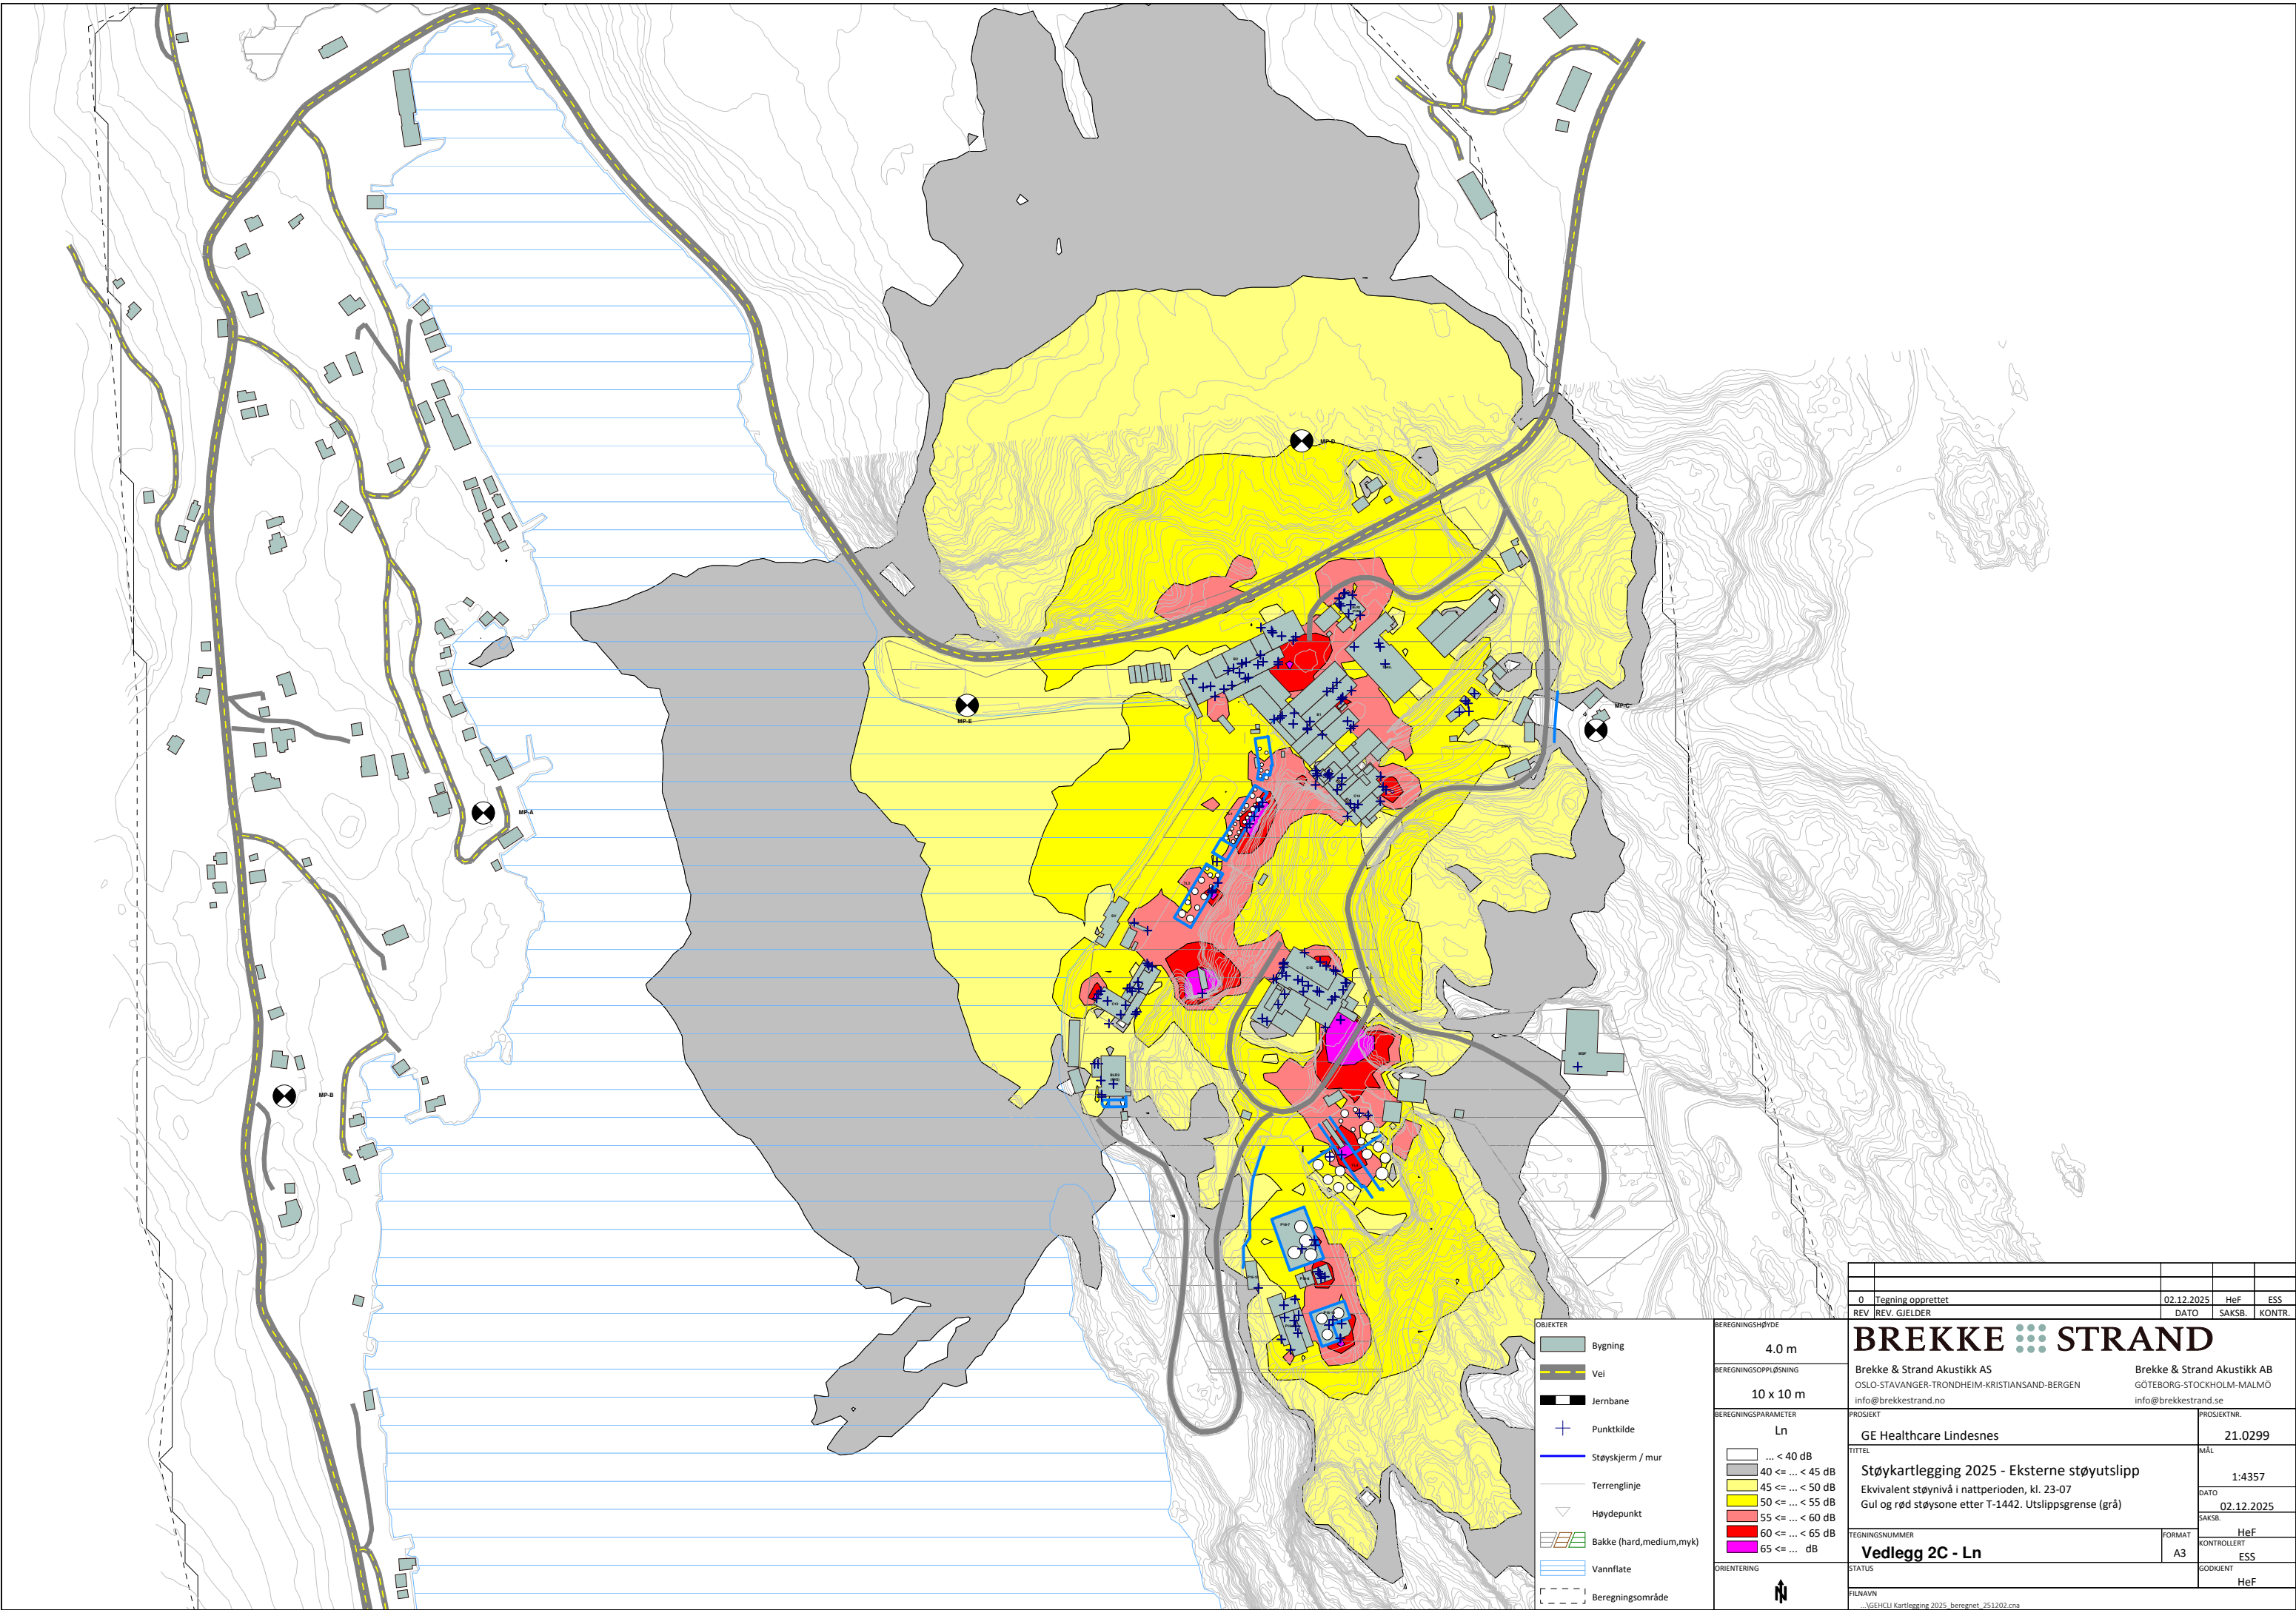 MP-D
MP-C
MP-E
MP-A
MP-B
MSF
0 Tegning opprettet 02.12.2025 HeF ESS
REV REV. GJELDER DATO SAKSB. KONTR.
OBJEKTER
Bygning
Vei
Jernbane
Punktkilde
Støyskjerm / mur
Terrenglinje
Høydepunkt
Bakke (hard,medium,myk)
Vannflate
Beregningsområde
BEREGNINGSHØYDE
4.0 m
BEREGNINGSOPPLØSNING
10 x 10 m
BEREGNINGSPARAMETER
Ln
... < 40 dB
40 <= ... < 45 dB
45 <= ... < 50 dB
50 <= ... < 55 dB
55 <= ... < 60 dB
60 <= ... < 65 dB
65 <= ... dB
ORIENTERING
N
BREKKE STRAND
Brekke & Strand Akustikk AS
OSLO-STAVANGER-TRONDHEIM-KRISTIANSAND-BERGEN
info@brekkestrand.no
Brekke & Strand Akustikk AB
GÖTEBORG-STOCKHOLM-MALMÖ
info@brekkestrand.se
PROSJEKT
GE Healthcare Lindesnes
PROSJEKTNR.
21.0299
TITTEL
Støykartlegging 2025 - Eksterne støyutslipp
Ekvivalent støynivå i nattperioden, kl. 23-07
Gul og rød støysone etter T-1442. Utslippsgrense (grå)
MÅL
1:4357
DATO
02.12.2025
SAKSB.
HeF
TEGNINGSNUMMER
Vedlegg 2C - Ln
FORMAT
A3
KONTROLLERT
ESS
STATUS
GODKJENT
HeF
FILNAVN
...\GEHCLI Kartlegging 2025_beregnet_251202.cna